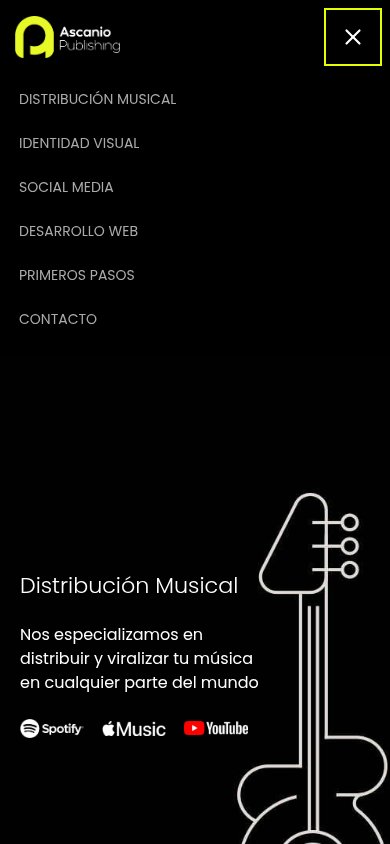 Ascanio
Publishing
DISTRIBUCIÓN MUSICAL
IDENTIDAD VISUAL
SOCIAL MEDIA
DESARROLLO WEB
PRIMEROS PASOS
CONTACTO
Distribución Musical
Nos especializamos en
distribuir y viralizar tu música
en cualquier parte del mundo
Spotify Music YouTube